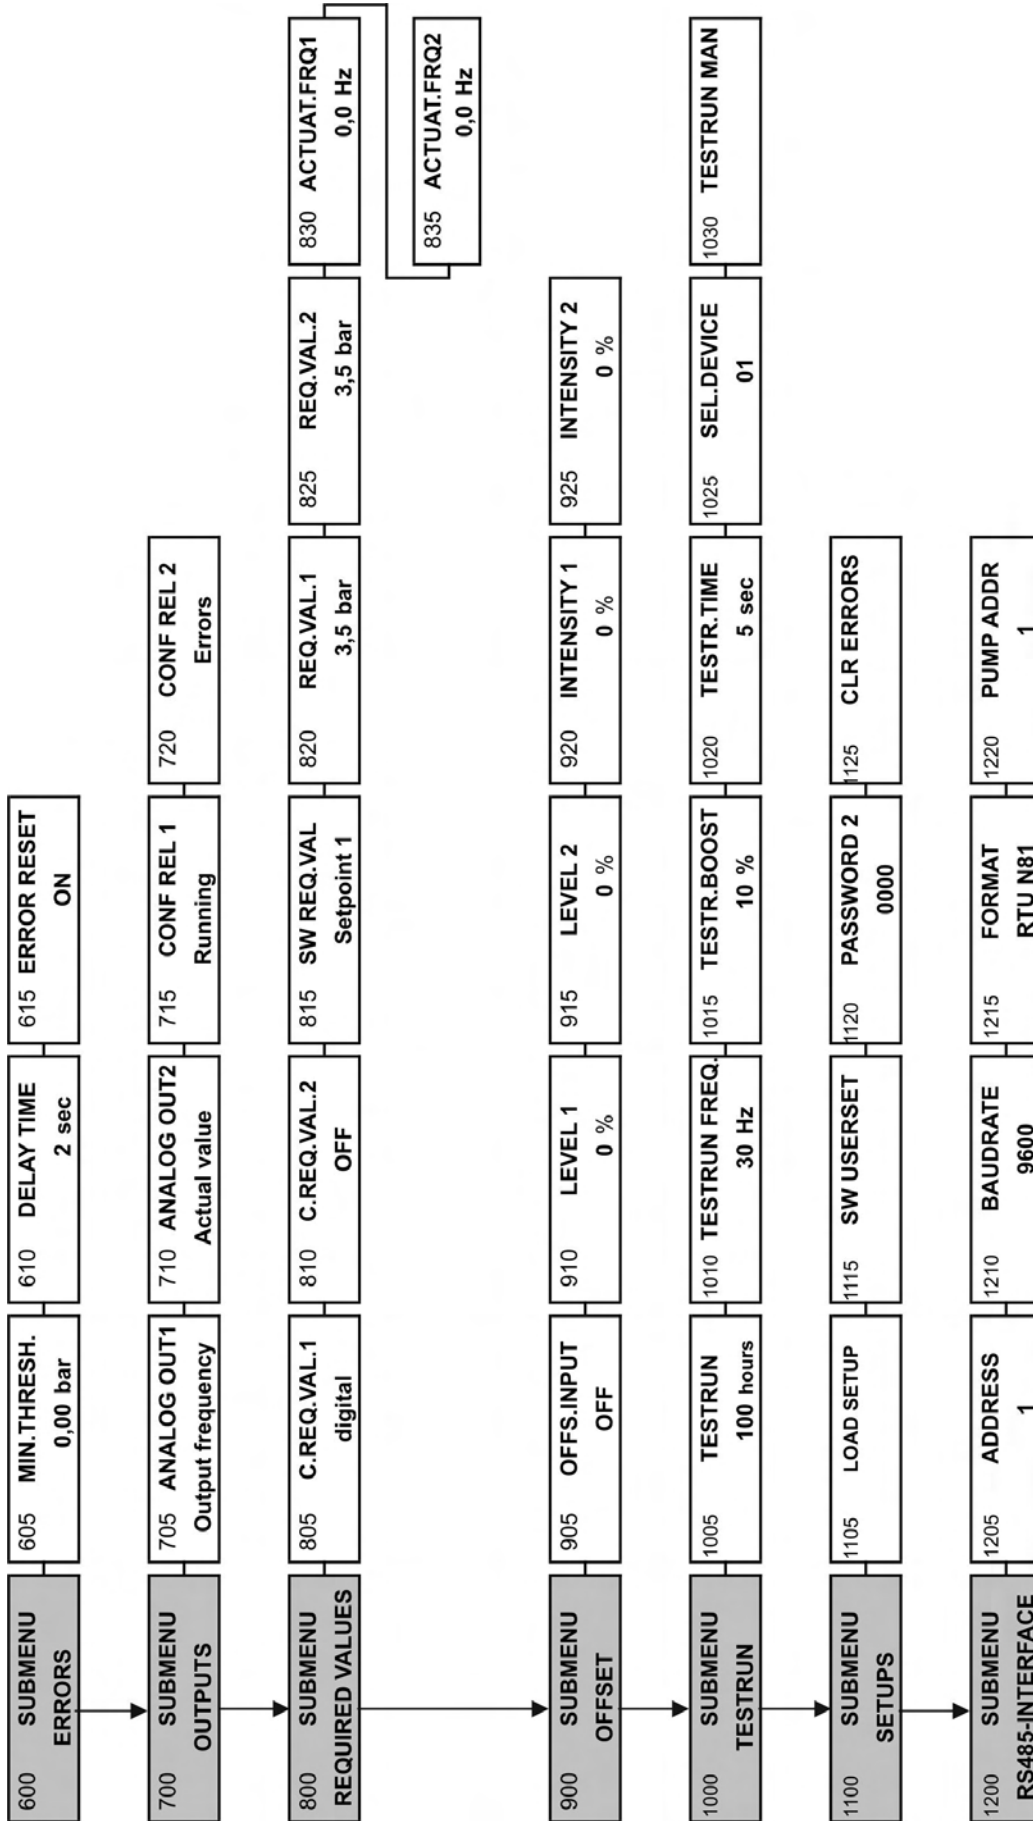 600 SUBMENU
ERRORS
605 MIN.THRESH.
0,00 bar
610 DELAY TIME
2 sec
615 ERROR RESET
ON
700 SUBMENU
OUTPUTS
705 ANALOG OUT1
Output frequency
710 ANALOG OUT2
Actual value
715 CONF REL 1
Running
720 CONF REL 2
Errors
800 SUBMENU
REQUIRED VALUES
805 C.REQ.VAL.1
digital
810 C.REQ.VAL.2
OFF
815 SW REQ.VAL
Setpoint 1
820 REQ.VAL.1
3,5 bar
825 REQ.VAL.2
3,5 bar
830 ACTUAT.FRQ1
0,0 Hz
835 ACTUAT.FRQ2
0,0 Hz
900 SUBMENU
OFFSET
905 OFFS.INPUT
OFF
910 LEVEL 1
0 %
915 LEVEL 2
0 %
920 INTENSITY 1
0 %
925 INTENSITY 2
0 %
1000 SUBMENU
TESTRUN
1005 TESTRUN
100 hours
1010 TESTRUN FREQ.
30 Hz
1015 TESTR.BOOST
10 %
1020 TESTR.TIME
5 sec
1025 SEL.DEVICE
01
1030 TESTRUN MAN
1100 SUBMENU
SETUPS
1105 LOAD SETUP
1115 SW USERSET
1120 PASSWORD 2
0000
1125 CLR ERRORS
1200 SUBMENU
RS485-INTERFACE
1205 ADDRESS
1
1210 BAUDRATE
9600
1215 FORMAT
RTU N81
1220 PUMP ADDR
1